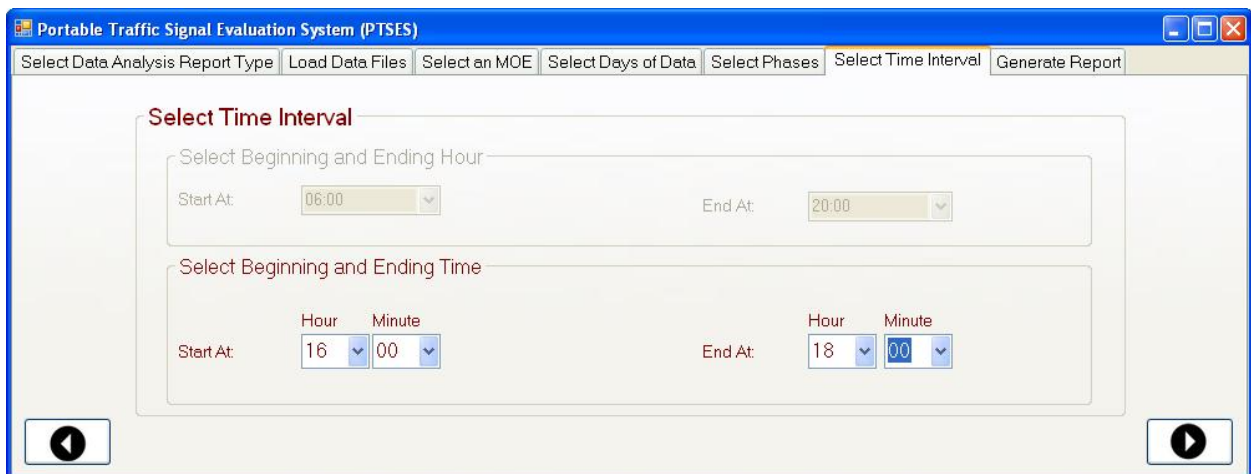 Portable Traffic Signal Evaluation System (PTSES)
Select Data Analysis Report Type Load Data Files Select an MOE Select Days of Data Select Phases Select Time Interval Generate Report
Select Time Interval
Select Beginning and Ending Hour
Start At: 06:00 End At: 20:00
Select Beginning and Ending Time
Hour Minute Hour Minute
Start At: 16 00 End At: 18 00